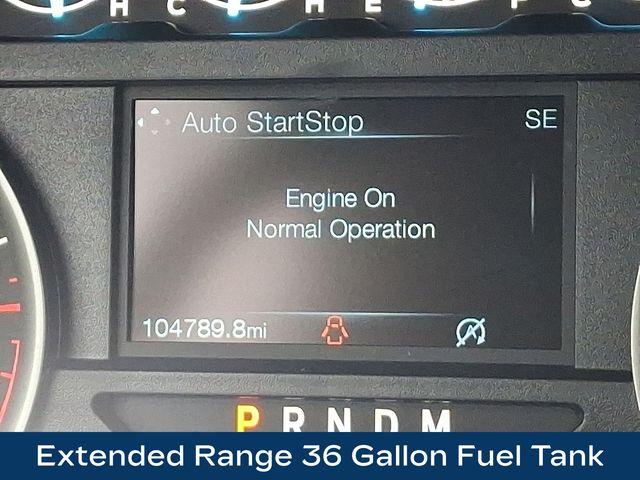 H C H E F C
Auto StartStop SE
Engine On
Normal Operation
104789.8mi
P R N D M
Extended Range 36 Gallon Fuel Tank